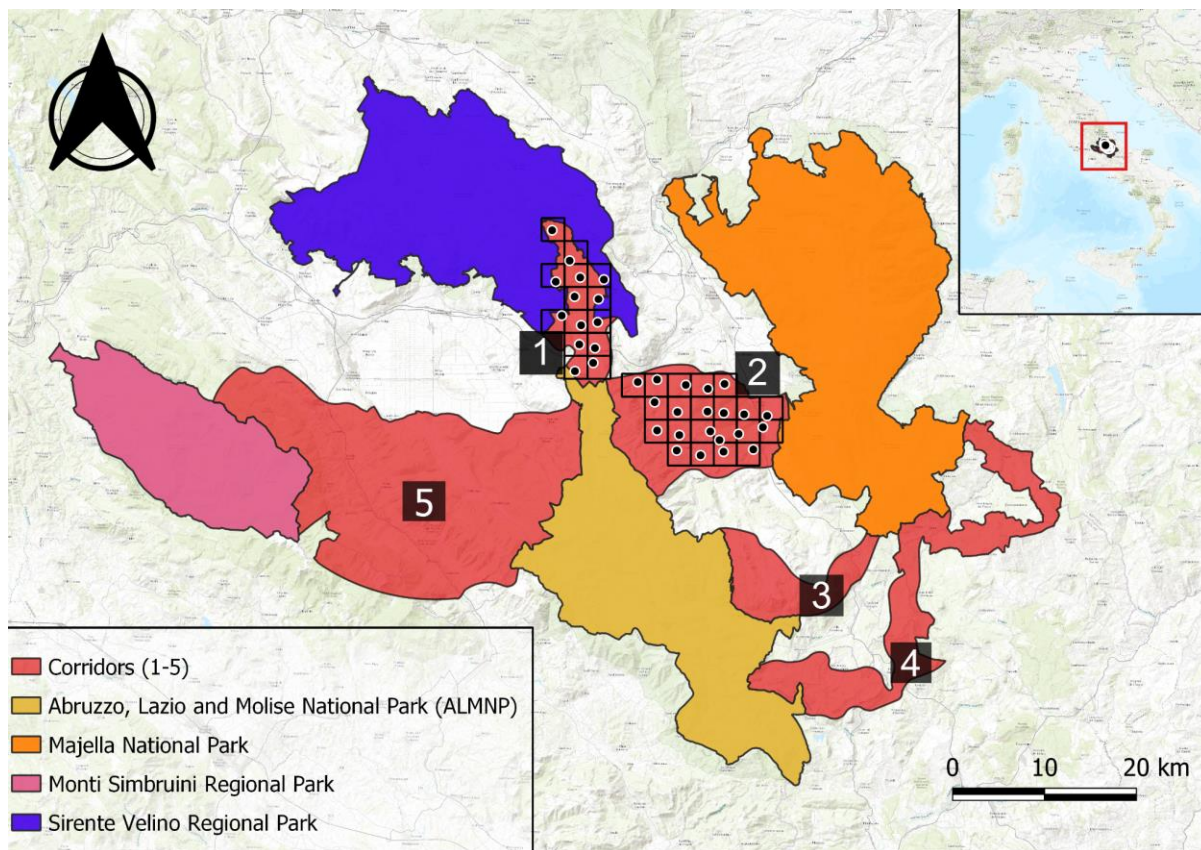 1
2
5
3
4
Corridors (1-5)
Abruzzo, Lazio and Molise National Park (ALMNP)
Majella National Park
Monti Simbruini Regional Park
Sirente Velino Regional Park
0 10 20 km